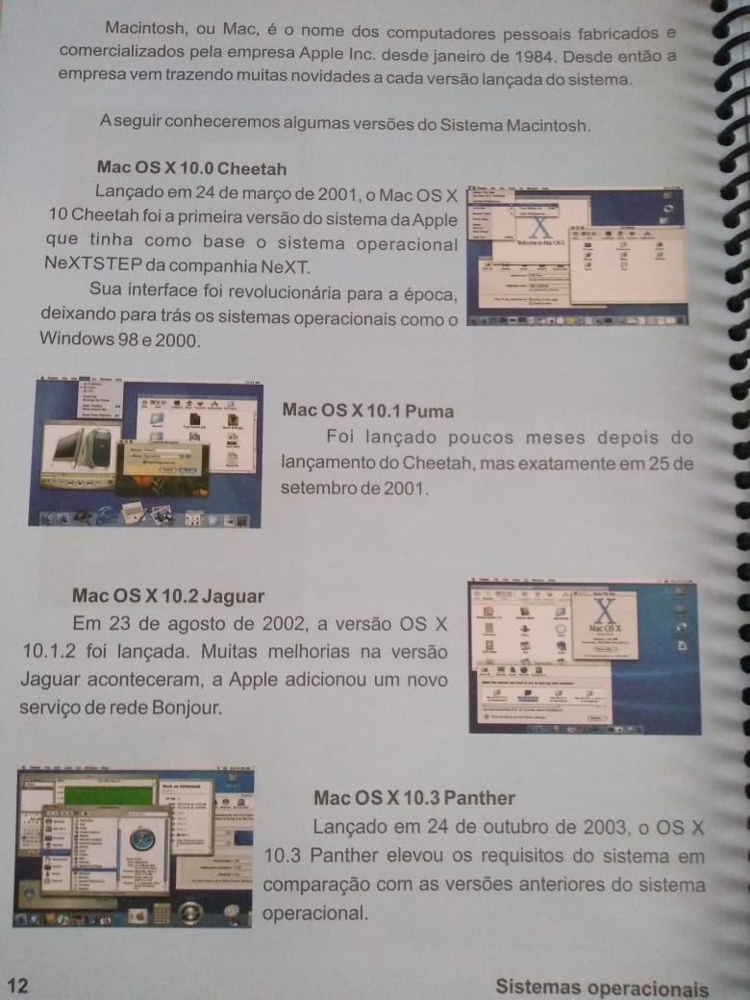 Macintosh, ou Mac, é o nome dos computadores pessoais fabricados e
comercializados pela empresa Apple Inc. desde janeiro de 1984. Desde então a
empresa vem trazendo muitas novidades a cada versão lançada do sistema.
A seguir conheceremos algumas versões do Sistema Macintosh.
Mac OS X 10.0 Cheetah
Lançado em 24 de março de 2001, o Mac OS X
10 Cheetah foi a primeira versão do sistema da Apple
que tinha como base o sistema operacional
NeXTSTEP da companhia NeXT.
Sua interface foi revolucionária para a época,
deixando para trás os sistemas operacionais como o
Windows 98 e 2000.
Welcome to Mac OS X
Mac OS X 10.1 Puma
Foi lançado poucos meses depois do
lançamento do Cheetah, mas exatamente em 25 de
setembro de 2001.
Mac OS X 10.2 Jaguar
Em 23 de agosto de 2002, a versão OS X
10.1.2 foi lançada. Muitas melhorias na versão
Jaguar aconteceram, a Apple adicionou um novo
serviço de rede Bonjour.
Mac OS X
Mac OS X 10.3 Panther
Lançado em 24 de outubro de 2003, o OS X
10.3 Panther elevou os requisitos do sistema em
comparação com as versões anteriores do sistema
operacional.
12
Sistemas operacionais